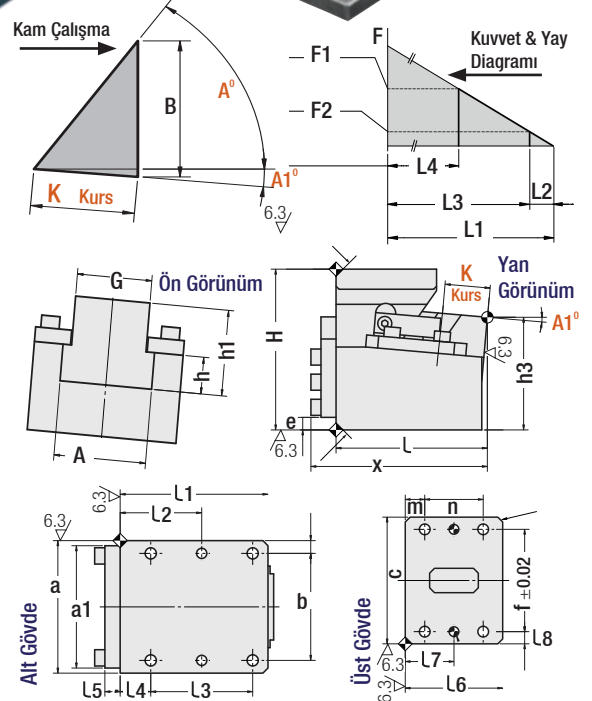 Kam Çalışma
B
A⁰
A1⁰
K Kurs
6.3
F
Kuvvet & Yay
Diagramı
F1
F2
L4
L3
L2
L1
G
Ön Görünüm
h1
h
A
Yan
Görünüm
K
Kurs
A1⁰
H
6.3
h3
e
6.3
L
x
6.3
L1
L2
6.3
a
a1
b
Alt Gövde
L5
L4
L3
m
n
c
f ±0.02
Üst Gövde
L8
6.3
L7
L6
6.3